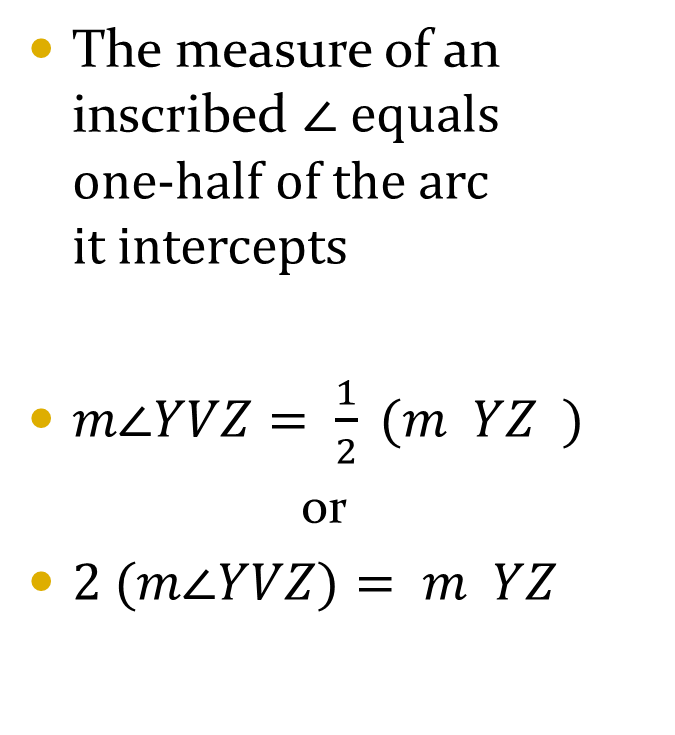 • The measure of an
inscribed ∠ equals
one-half of the arc
it intercepts
• m∠YVZ = 1/2 (m YZ )
or
• 2 (m∠YVZ) = m YZ